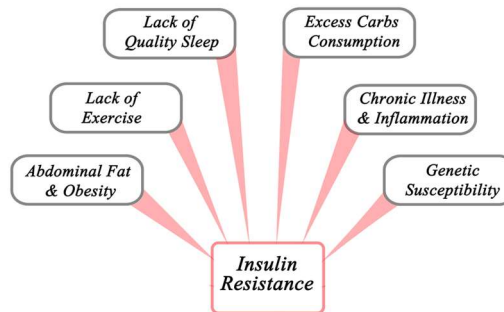 Lack of
Quality Sleep
Excess Carbs
Consumption
Lack of
Exercise
Chronic Illness
& Inflammation
Abdominal Fat
& Obesity
Genetic
Susceptibility
Insulin
Resistance